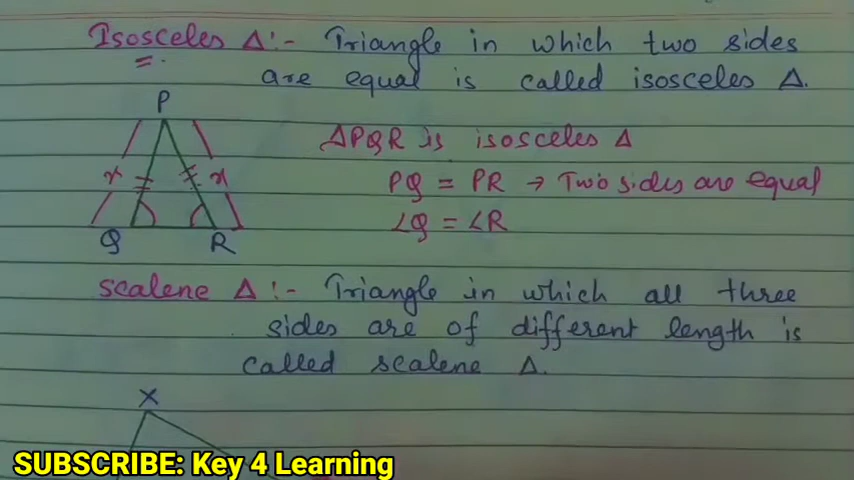 Isosceles Δ:- Triangle in which two sides
are equal is called isosceles Δ.
P
ΔPQR is isosceles Δ
x x PQ = PR → Two sides are equal
∠Q = ∠R
Q R
Scalene Δ:- Triangle in which all three
sides are of different length is
called scalene Δ.
X
SUBSCRIBE: Key 4 Learning